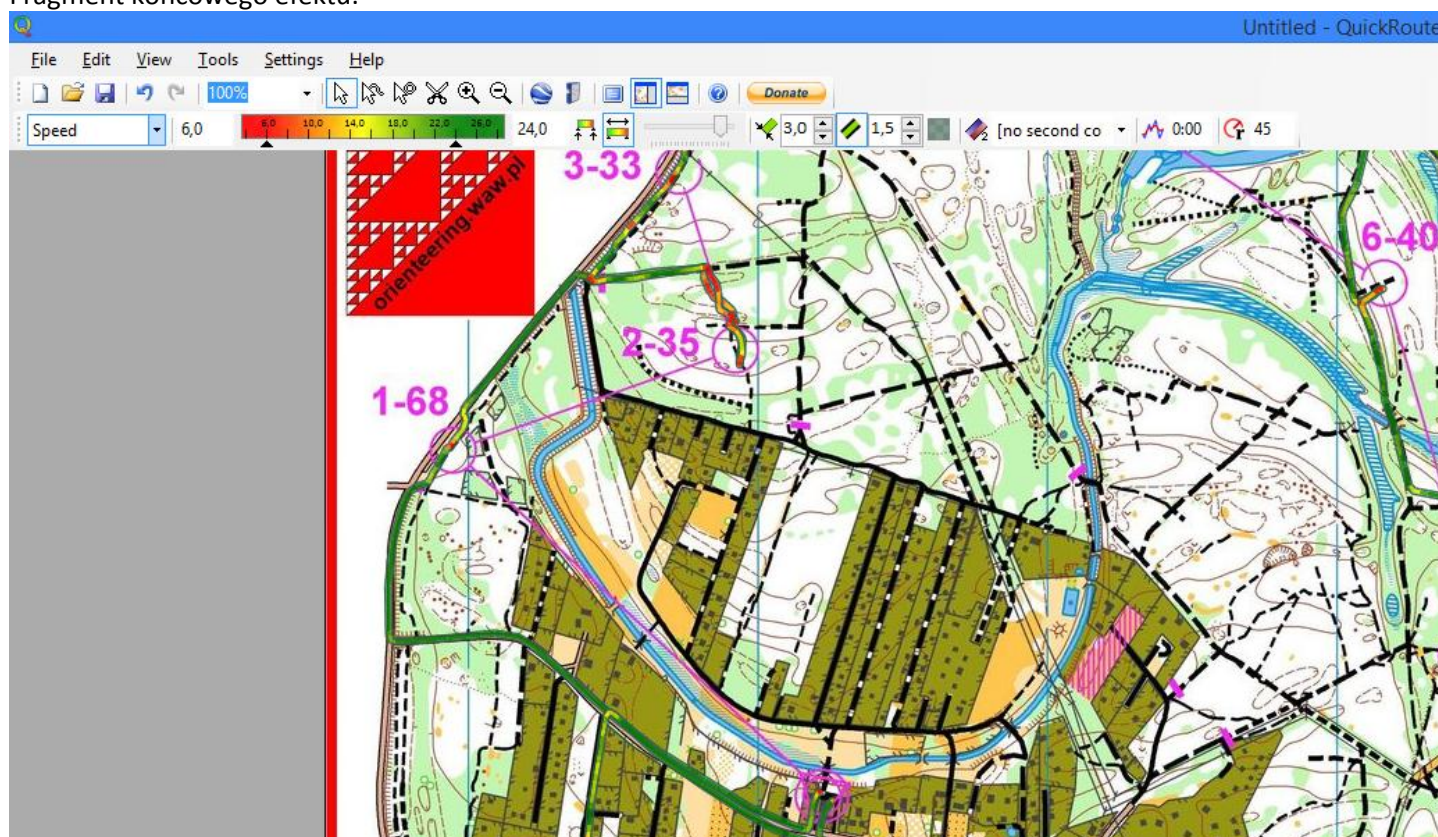 Fragment końcowego efektu:
Untitled - QuickRoute
File Edit View Tools Settings Help
100% Donate
Speed 6,0 6,0 10,0 14,0 18,0 22,0 26,0 24,0 3,0 1,5 2 [no second co 0:00 r 45
3-33
orienteering.waw.pl
6-40
2-35
1-68